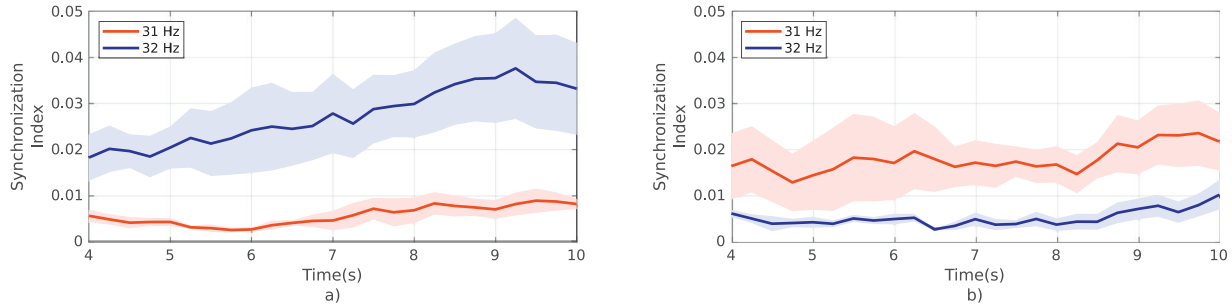 0.05
0.04
0.03
0.02
0.01
0
Synchronization
Index
31 Hz
32 Hz
4 5 6 7 8 9 10
Time(s)
a)
0.05
0.04
0.03
0.02
0.01
0
Synchronization
Index
31 Hz
32 Hz
4 5 6 7 8 9 10
Time(s)
b)